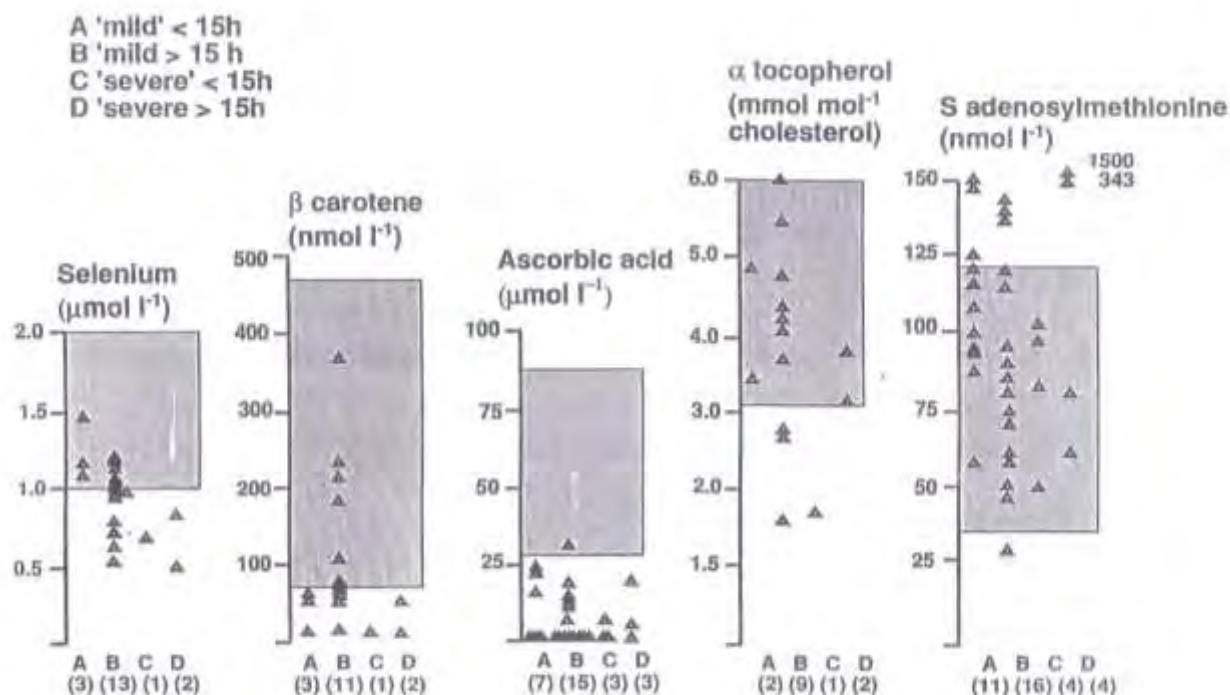 A 'mild' < 15h
B 'mild > 15 h
C 'severe' < 15h
D 'severe > 15h
Selenium
(μmol l⁻¹)
2.0
1.5
1.0
0.5
A B C D
(3) (13) (1) (2)
β carotene
(nmol l⁻¹)
500
400
300
200
100
A B C D
(3) (11) (1) (2)
Ascorbic acid
(μmol l⁻¹)
100
75
50
25
A B C D
(7) (15) (3) (3)
α tocopherol
(mmol mol⁻¹
cholesterol)
6.0
5.0
4.0
3.0
2.0
1.5
A B C D
(2) (9) (1) (2)
S adenosylmethionine
(nmol l⁻¹)
1500
343
150
125
100
75
50
25
A B C D
(11) (16) (4) (4)